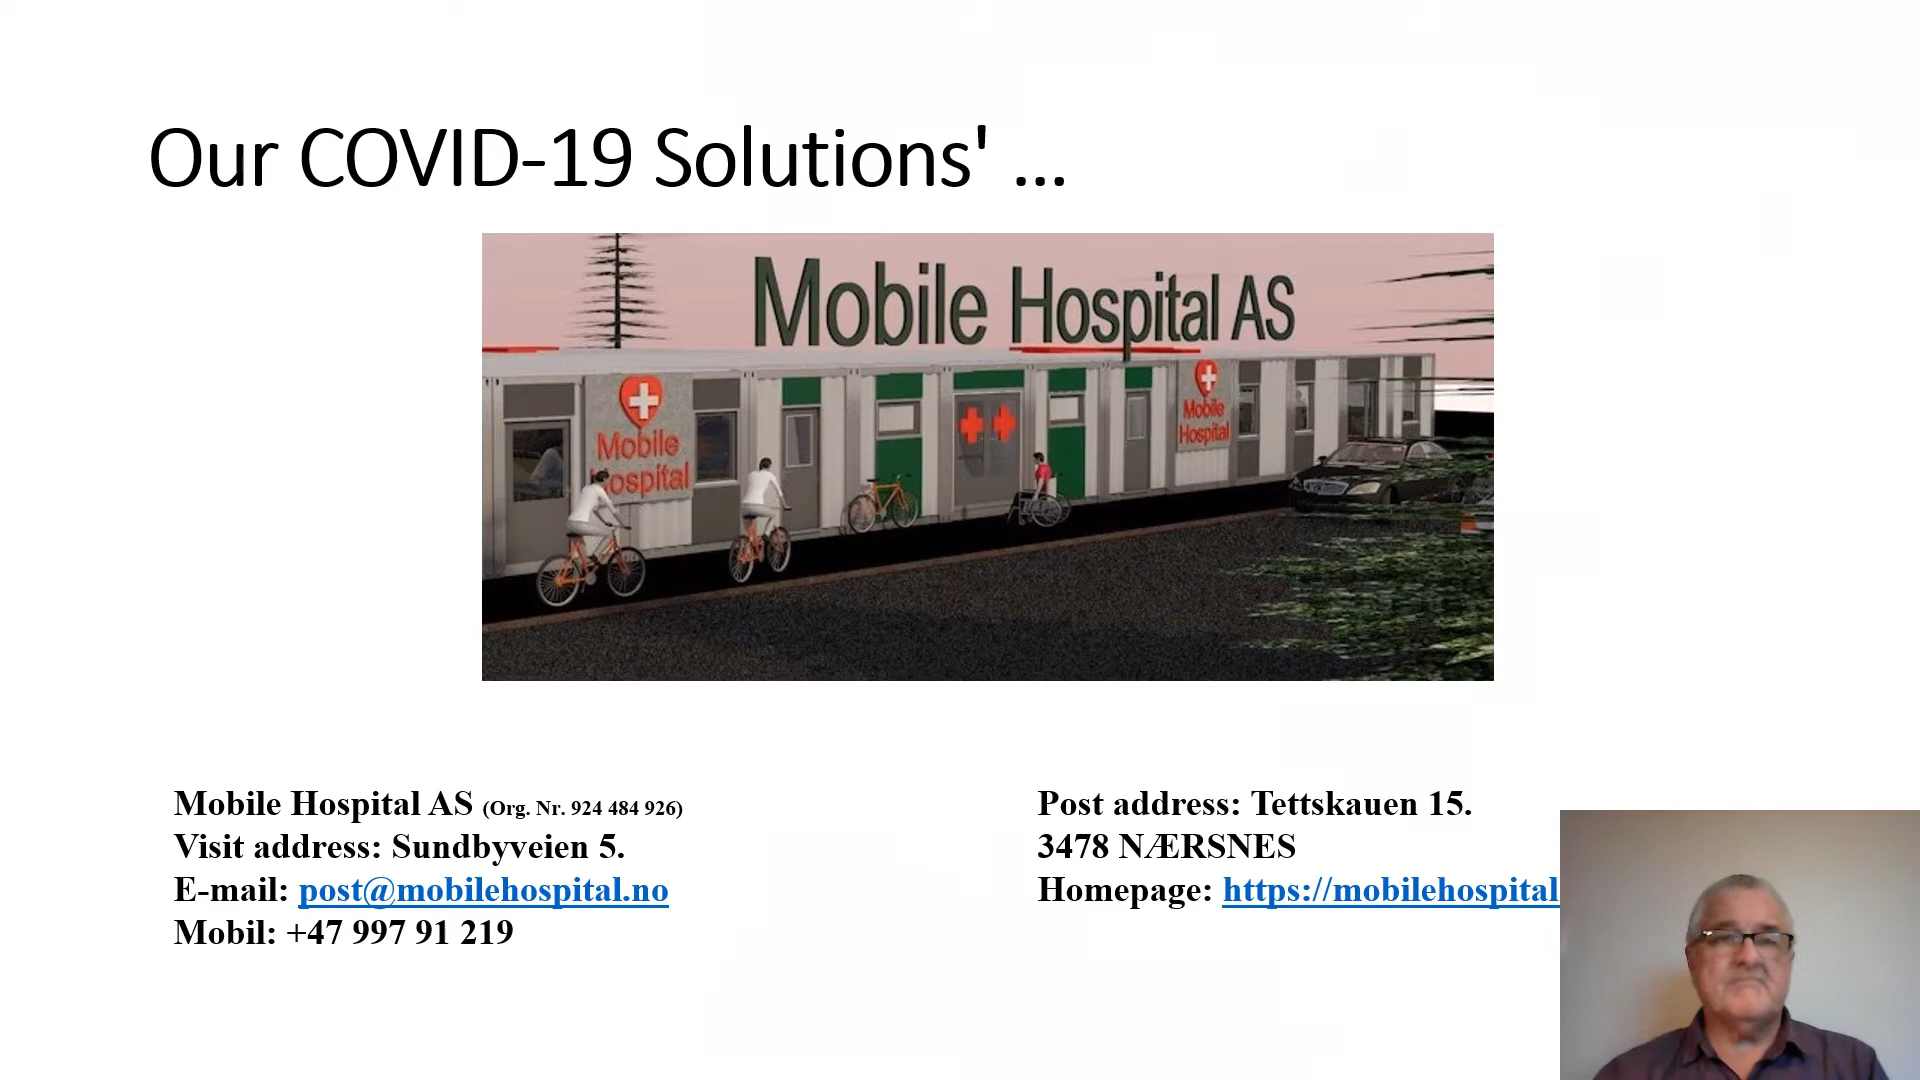 Our COVID-19 Solutions' ...
Mobile Hospital AS
Mobile
Hospital
Mobile
Hospital
Mobile Hospital AS (Org. Nr. 924 484 926)
Visit address: Sundbyveien 5.
E-mail: post@mobilehospital.no
Mobil: +47 997 91 219
Post address: Tettskauen 15.
3478 NÆRSNES
Homepage: https://mobilehospital